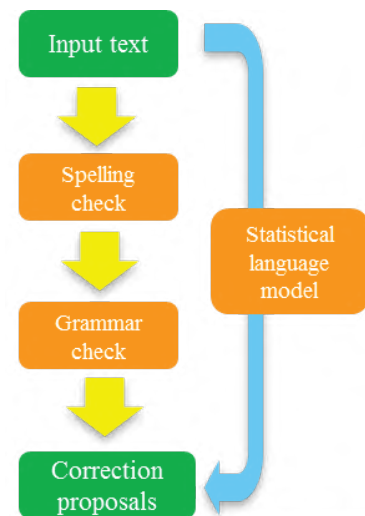 Input text
Spelling
check
Statistical
language
model
Grammar
check
Correction
proposals